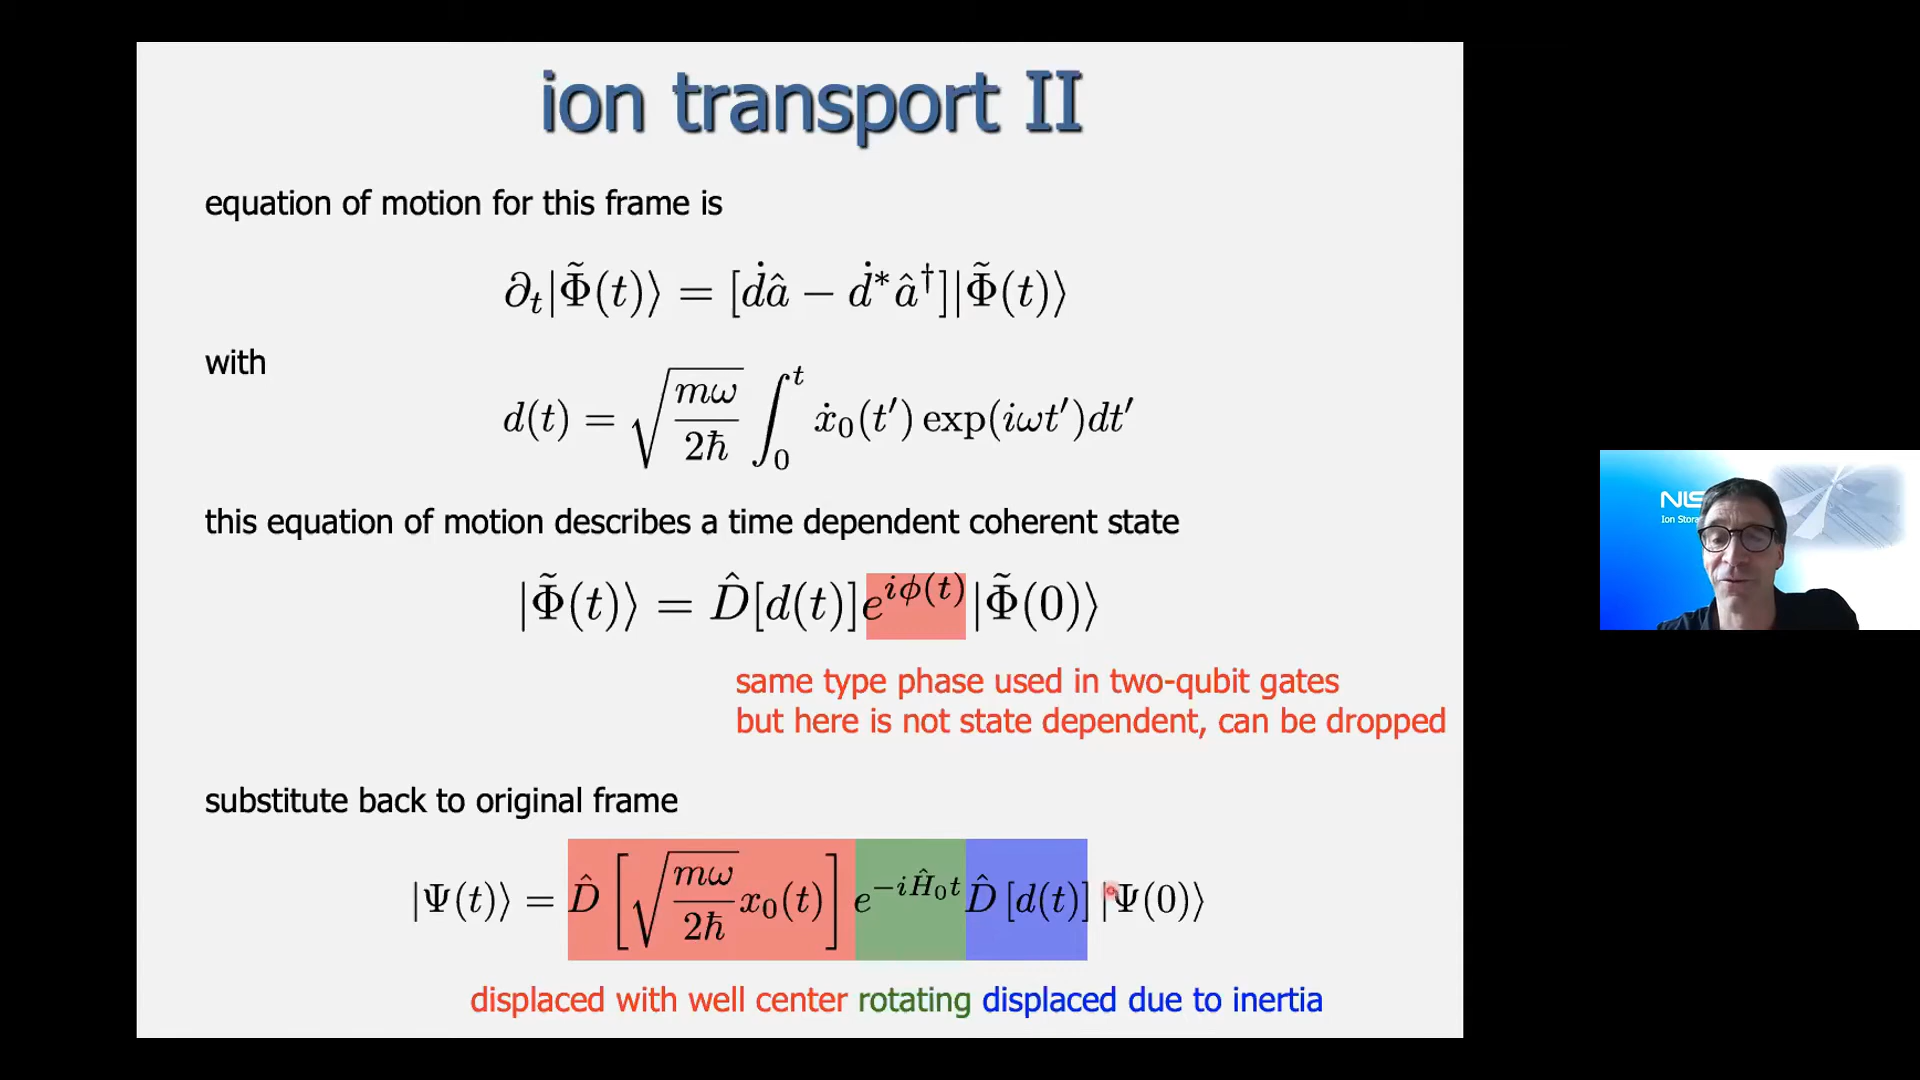 ion transport II
equation of motion for this frame is
∂ₜ|Φ̃(t)⟩ = [ḋâ − ḋ*â†]|Φ̃(t)⟩
with
d(t) = √(mω/2ħ) ∫₀ᵗ ẋ₀(t′) exp(iωt′)dt′
this equation of motion describes a time dependent coherent state
|Φ̃(t)⟩ = D̂[d(t)]e^{iϕ(t)}|Φ̃(0)⟩
same type phase used in two-qubit gates
but here is not state dependent, can be dropped
substitute back to original frame
|Ψ(t)⟩ = D̂[√(mω/2ħ) x₀(t)] e^{−iĤ₀t} D̂[d(t)] |Ψ(0)⟩
displaced with well center rotating displaced due to inertia
Ion